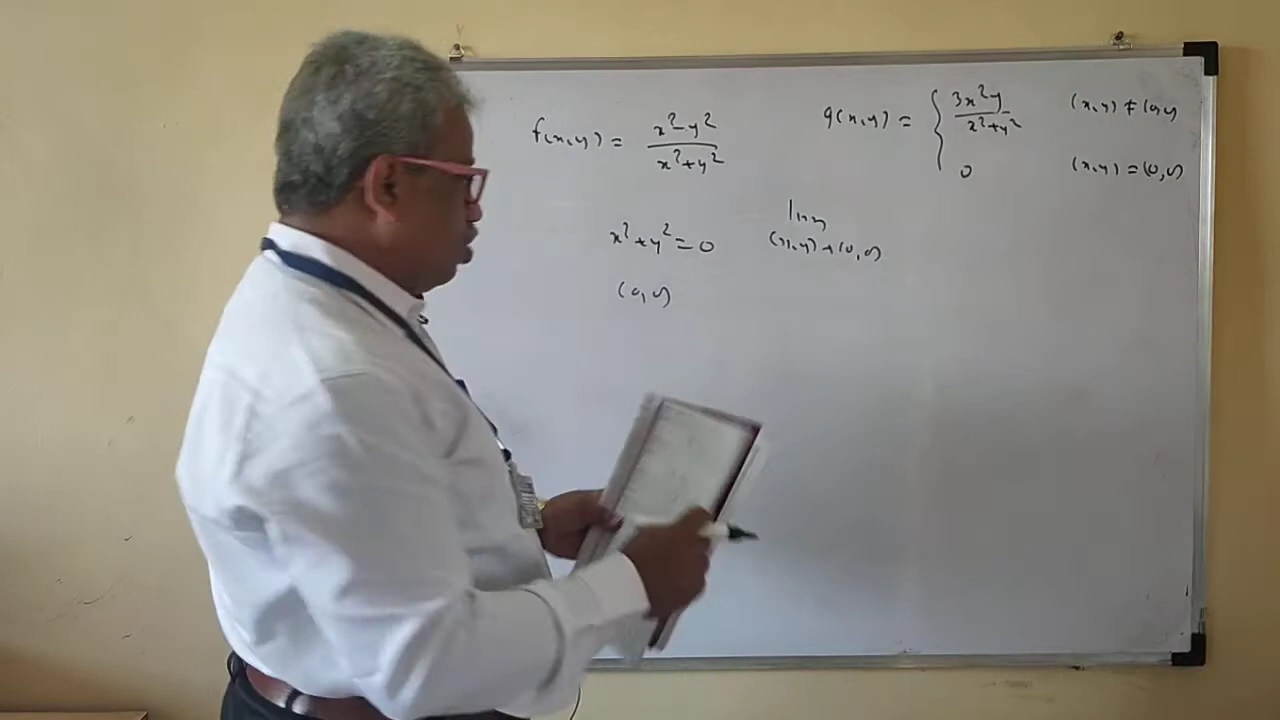 f(x,y) = x²-y² / x²+y²
g(x,y) = { 3x²y / x²+y² (x,y) ≠ (0,0)
0 (x,y) = (0,0)
x²+y² = 0
lim
(x,y)→(0,0)
(0,0)